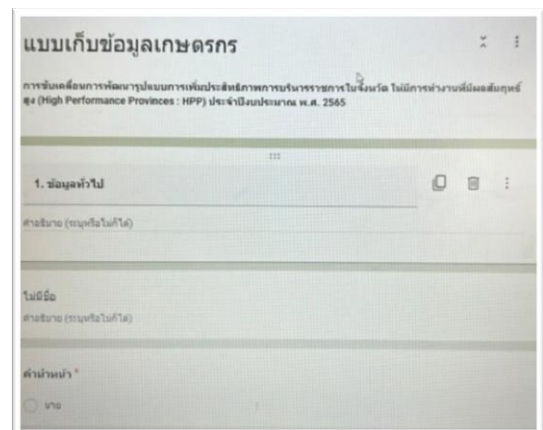 แบบเก็บข้อมูลเกษตรกร
การขับเคลื่อนการพัฒนารูปแบบการเพิ่มประสิทธิภาพการบริหารราชการในจังหวัด ให้มีการทำงานที่มีผลสัมฤทธิ์
สูง (High Performance Provinces : HPP) ประจำปีงบประมาณ พ.ศ. 2565
1. ข้อมูลทั่วไป
คำอธิบาย (ระบุหรือไม่ก็ได้)
ไม่มีชื่อ
คำอธิบาย (ระบุหรือไม่ก็ได้)
คำนำหน้า *
นาย